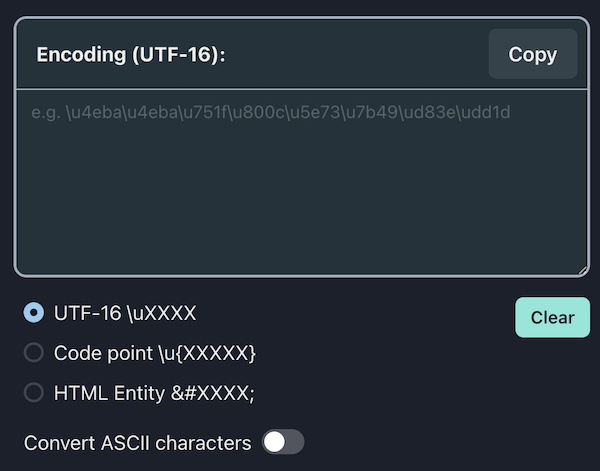 Encoding (UTF-16):
Copy
e.g. \u4eba\u4eba\u751f\u800c\u5e73\u7b49\ud83e\udd1d
UTF-16 \uXXXX
Clear
Code point \u{XXXXX}
HTML Entity &#XXXX;
Convert ASCII characters